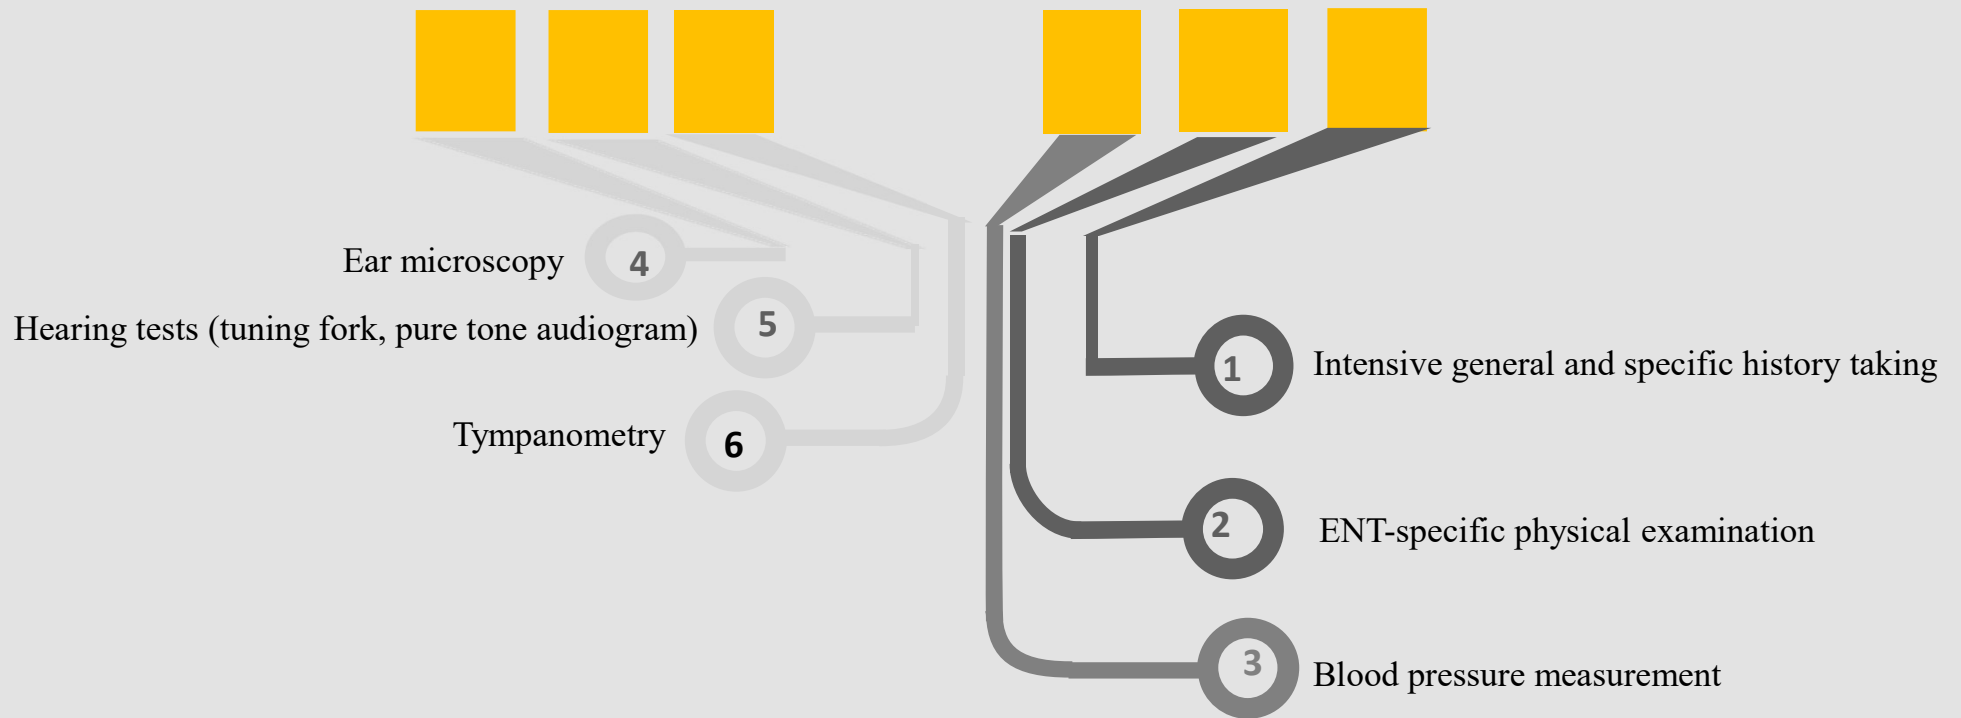 Ear microscopy
4
Hearing tests (tuning fork, pure tone audiogram)
5
Tympanometry
6
1
Intensive general and specific history taking
2
ENT-specific physical examination
3
Blood pressure measurement